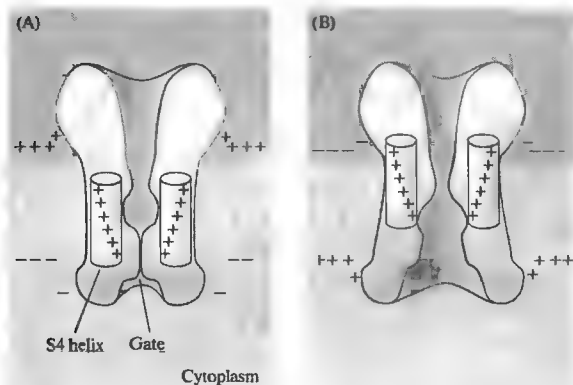 (A)
(B)
+++
+
+
+++
−
−−−
−
−−−
+ + + + + +
+ + + + + +
+ + + + + +
+ + + + + +
−−−
−−
−
−
+++
+
+
+++
S4 helix
Gate
Cytoplasm